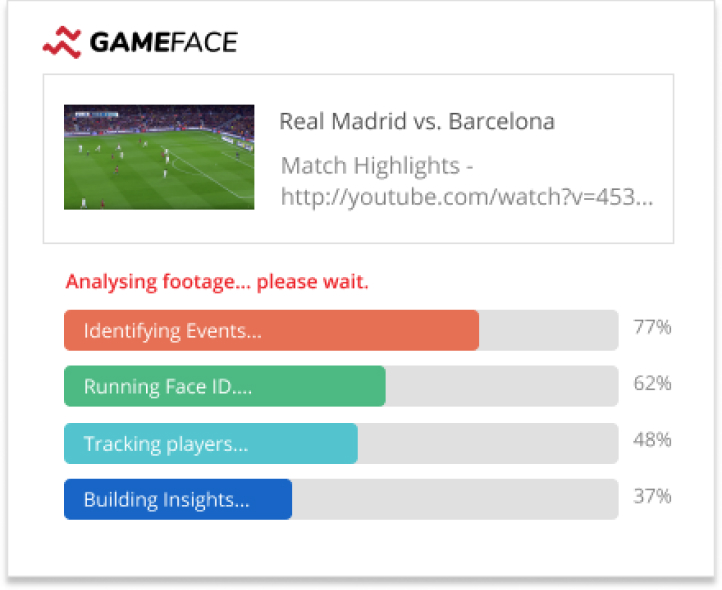 GAMEFACE
Real Madrid vs. Barcelona
Match Highlights -
http://youtube.com/watch?v=453...
Analysing footage... please wait.
Identifying Events...
77%
Running Face ID....
62%
Tracking players...
48%
Building Insights...
37%